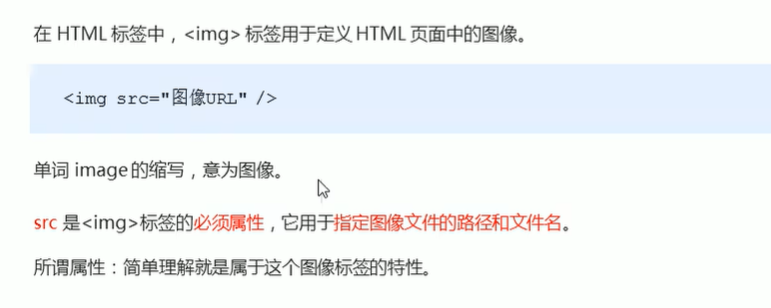 在 HTML 标签中，<img> 标签用于定义 HTML 页面中的图像。
<img src="图像URL" />
单词 image 的缩写，意为图像。
src 是<img>标签的必须属性，它用于指定图像文件的路径和文件名。
所谓属性：简单理解就是属于这个图像标签的特性。